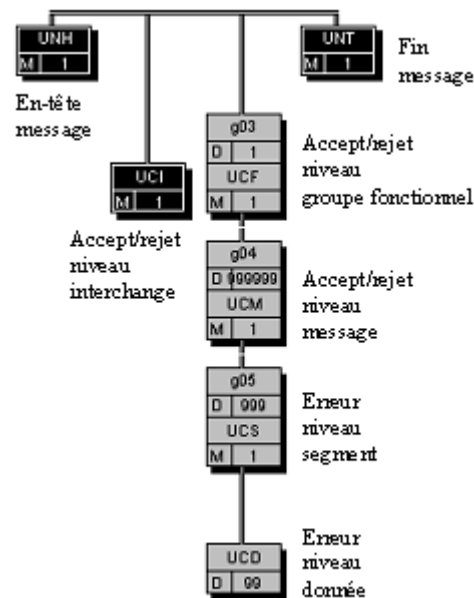 UNH
M 1
En-tête
message
UNT
M 1
Fin
message
UCI
M 1
Accept/rejet
niveau
interchange
g03
D 1
UCF
M 1
Accept/rejet
niveau
groupe fonctionnel
g04
D 999999
UCM
M 1
Accept/rejet
niveau
message
g05
D 999
UCS
M 1
Erreur
niveau
segment
UCD
D 99
Erreur
niveau
donnée